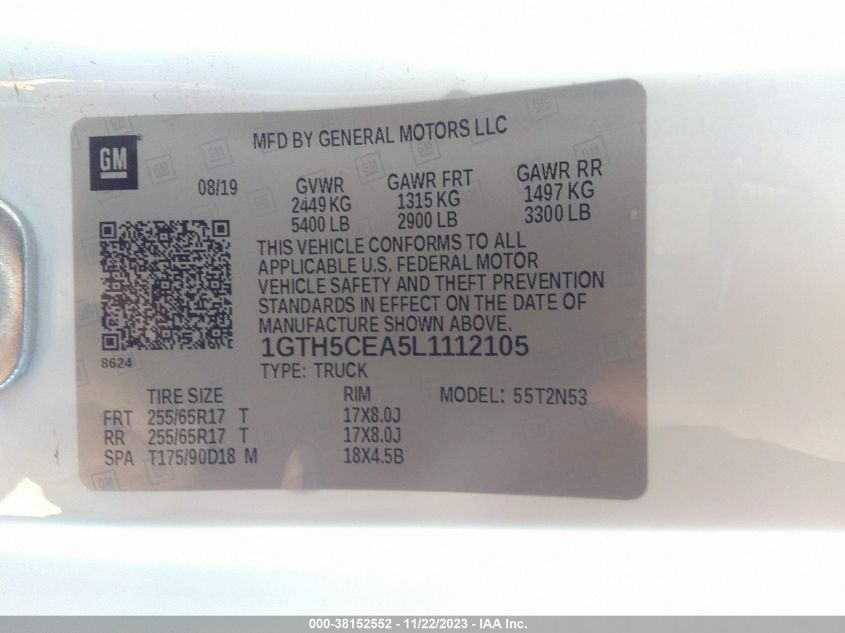 GM
MFD BY GENERAL MOTORS LLC
08/19
GVWR
2449 KG
5400 LB
GAWR FRT
1315 KG
2900 LB
GAWR RR
1497 KG
3300 LB
THIS VEHICLE CONFORMS TO ALL
APPLICABLE U.S. FEDERAL MOTOR
VEHICLE SAFETY AND THEFT PREVENTION
STANDARDS IN EFFECT ON THE DATE OF
MANUFACTURE SHOWN ABOVE.
8624
1GTH5CEA5L1112105
TYPE: TRUCK
TIRE SIZE RIM MODEL: 55T2N53
FRT 255/65R17 T 17X8.0J
RR 255/65R17 T 17X8.0J
SPA T175/90D18 M 18X4.5B
000-38152552 - 11/22/2023 - IAA Inc.